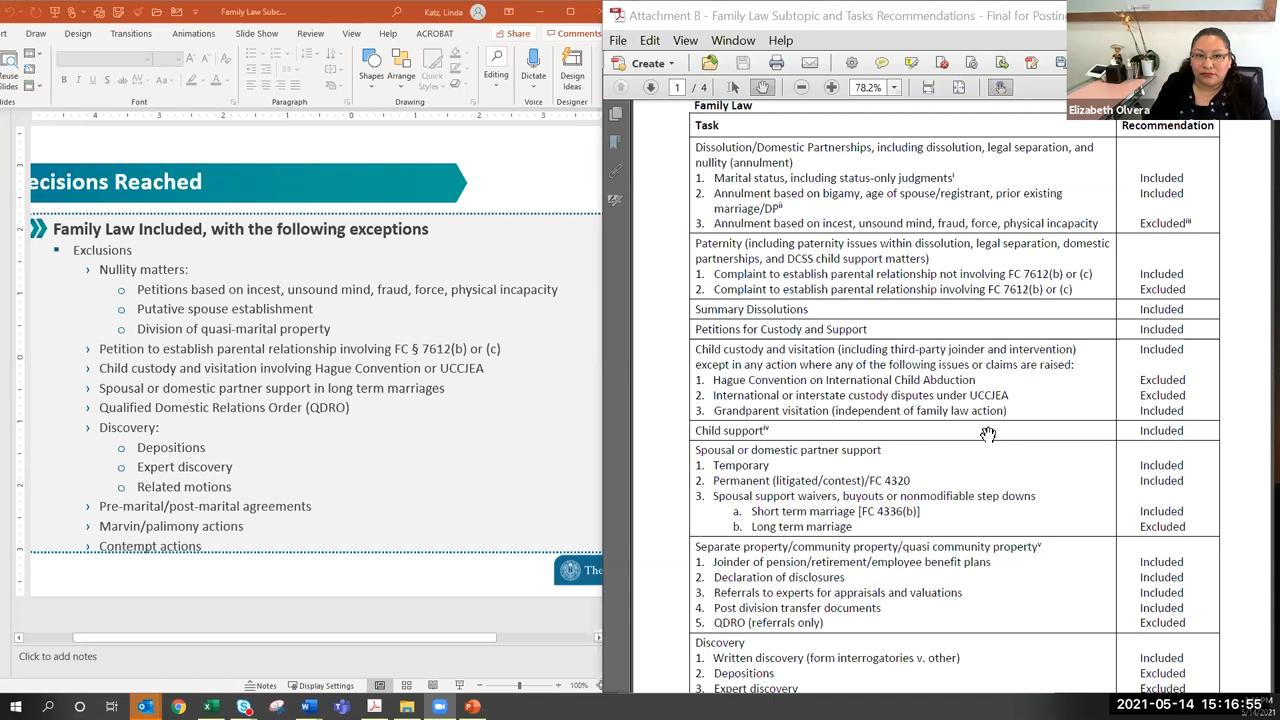 Family Law Subc...
Katz, Linda
Draw
Design
Transitions
Animations
Slide Show
Review
View
Help
ACROBAT
Share
Comments
Reuse
Slides
Shapes
Arrange
Quick
Styles
Editing
Dictate
Design
Ideas
Font
Paragraph
Drawing
Voice
Designer
ecisions Reached
Family Law Included, with the following exceptions
Exclusions
Nullity matters:
Petitions based on incest, unsound mind, fraud, force, physical incapacity
Putative spouse establishment
Division of quasi-marital property
Petition to establish parental relationship involving FC § 7612(b) or (c)
Child custody and visitation involving Hague Convention or UCCJEA
Spousal or domestic partner support in long term marriages
Qualified Domestic Relations Order (QDRO)
Discovery:
Depositions
Expert discovery
Related motions
Pre-marital/post-marital agreements
Marvin/palimony actions
Contempt actions
The
Click to add notes
Notes
Display Settings
100%
Attachment B - Family Law Subtopic and Tasks Recommendations - Final for Posting
File Edit View Window Help
Create
1 / 4
78.2%
Elizabeth Olvera
Family Law
Task Recommendation
Dissolution/Domestic Partnerships, including dissolution, legal separation, and
nullity (annulment)
1. Marital status, including status-only judgmentsⁱ Included
2. Annulment based on bigamy, age of spouse/registrant, prior existing Included
marriage/DPⁱⁱ
3. Annulment based on incest, unsound mind, fraud, force, physical incapacity Excludedⁱⁱⁱ
Paternity (including paternity issues within dissolution, legal separation, domestic
partnerships, and DCSS child support matters)
1. Complaint to establish parental relationship not involving FC 7612(b) or (c) Included
2. Complaint to establish parental relationship involving FC 7612(b) or (c) Excluded
Summary Dissolutions Included
Petitions for Custody and Support Included
Child custody and visitation (including third-party joinder and intervention) Included
except in any action where any of the following issues or claims are raised:
1. Hague Convention on International Child Abduction Excluded
2. International or interstate custody disputes under UCCJEA Excluded
3. Grandparent visitation (independent of family law action) Included
Child supportⁱᵛ Included
Spousal or domestic partner support
1. Temporary Included
2. Permanent (litigated/contest)/FC 4320 Included
3. Spousal support waivers, buyouts or nonmodifiable step downs
a. Short term marriage [FC 4336(b)] Included
b. Long term marriage Excluded
Separate property/community property/quasi community propertyᵛ
1. Joinder of pension/retirement/employee benefit plans Included
2. Declaration of disclosures Included
3. Referrals to experts for appraisals and valuations Included
4. Post division transfer documents Included
5. QDRO (referrals only) Excluded
Discovery
1. Written discovery (form interrogatories v. other) Included
2. Depositions Excluded
3. Expert discovery Excluded
2021-05-14 15:16:55